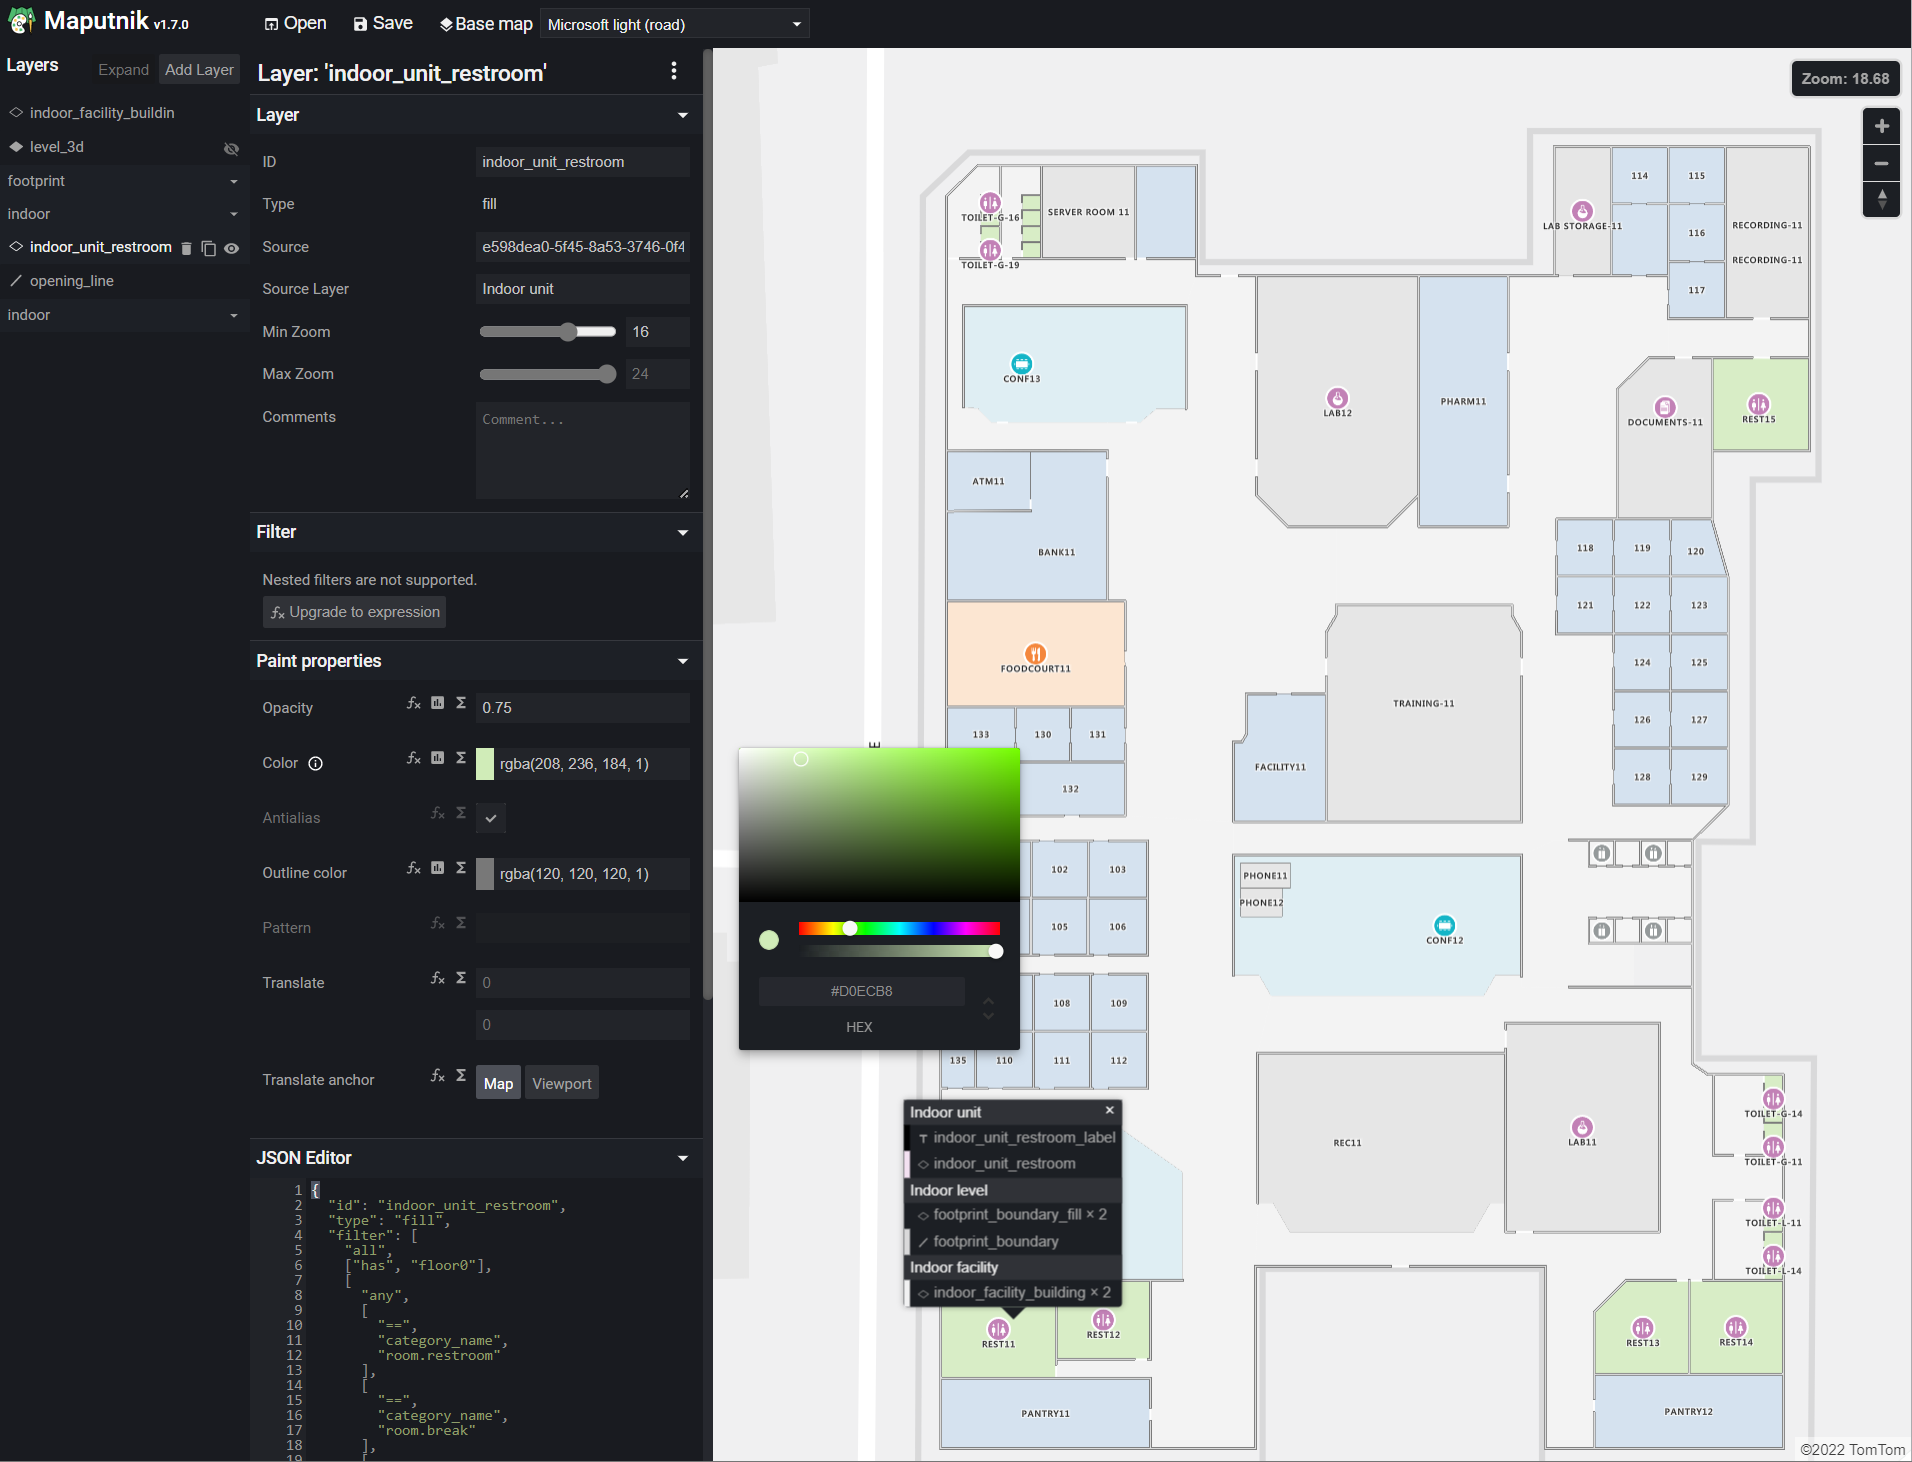 Maputnik v1.7.0
Open
Save
Base map
Microsoft light (road)
Layers
Expand
Add Layer
indoor_facility_buildin
level_3d
footprint
indoor
indoor_unit_restroom
opening_line
indoor
Layer: 'indoor_unit_restroom'
Layer
ID
indoor_unit_restroom
Type
fill
Source
e598dea0-5f45-8a53-3746-0f4
Source Layer
Indoor unit
Min Zoom
16
Max Zoom
24
Comments
Comment...
Filter
Nested filters are not supported.
Upgrade to expression
Paint properties
Opacity
0.75
Color
rgba(208, 236, 184, 1)
Antialias
Outline color
rgba(120, 120, 120, 1)
Pattern
Translate
0
0
Translate anchor
Map
Viewport
JSON Editor
1 {
2 "id": "indoor_unit_restroom",
3 "type": "fill",
4 "filter": [
5 "all",
6 ["has", "floor0"],
7 [
8 "any",
9 [
10 "==",
11 "category_name",
12 "room.restroom"
13 ],
14 [
15 "==",
16 "category_name",
17 "room.break"
18 ],
Zoom: 18.68
TOILET-G-16
TOILET-G-19
SERVER ROOM 11
LAB STORAGE-11
114
115
116
117
RECORDING-11
RECORDING-11
CONF13
LAB12
PHARM11
DOCUMENTS-11
REST15
ATM11
BANK11
118
119
120
121
122
123
124
125
126
127
128
129
FOODCOURT11
TRAINING-11
FACILITY11
133
130
131
132
E
102
103
105
106
108
109
135
110
111
112
#D0ECB8
HEX
PHONE11
PHONE12
CONF12
REC11
LAB11
TOILET-G-14
TOILET-G-11
TOILET-L-11
TOILET-L-14
Indoor unit
indoor_unit_restroom_label
indoor_unit_restroom
Indoor level
footprint_boundary_fill × 2
footprint_boundary
Indoor facility
indoor_facility_building × 2
REST11
REST12
REST13
REST14
PANTRY11
PANTRY12
©2022 TomTom